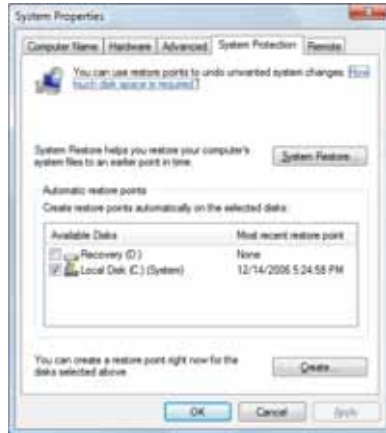 System Properties
Computer Name Hardware Advanced System Protection Remote
You can use restore points to undo unwanted system changes. How
much disk space is required?
System Restore helps you restore your computer's
system files to an earlier point in time.
System Restore...
Automatic restore points
Create restore points automatically on the selected disks:
Available Disks Most recent restore point
Recovery (D:) None
Local Disk (C:) (System) 12/14/2006 5:24:58 PM
You can create a restore point right now for the
disks selected above.
Create...
OK Cancel Apply